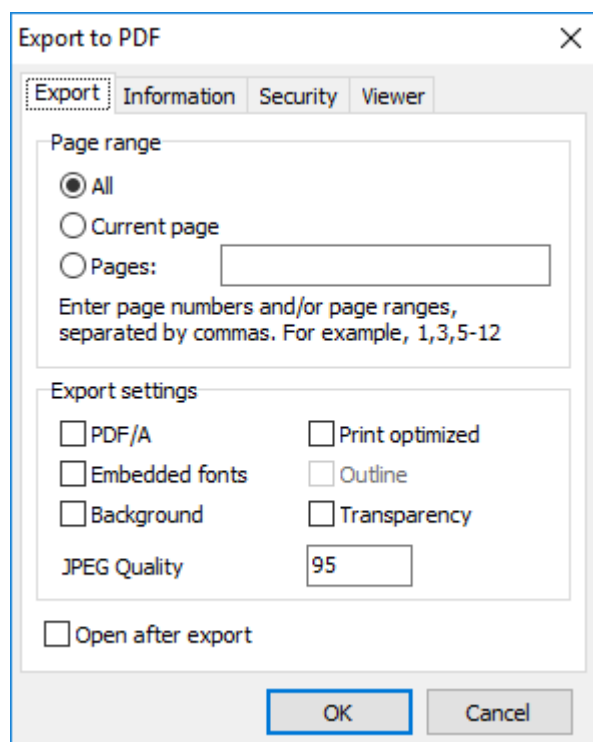 Export to PDF
Export Information Security Viewer
Page range
All
Current page
Pages:
Enter page numbers and/or page ranges,
separated by commas. For example, 1,3,5-12
Export settings
PDF/A Print optimized
Embedded fonts Outline
Background Transparency
JPEG Quality 95
Open after export
OK Cancel